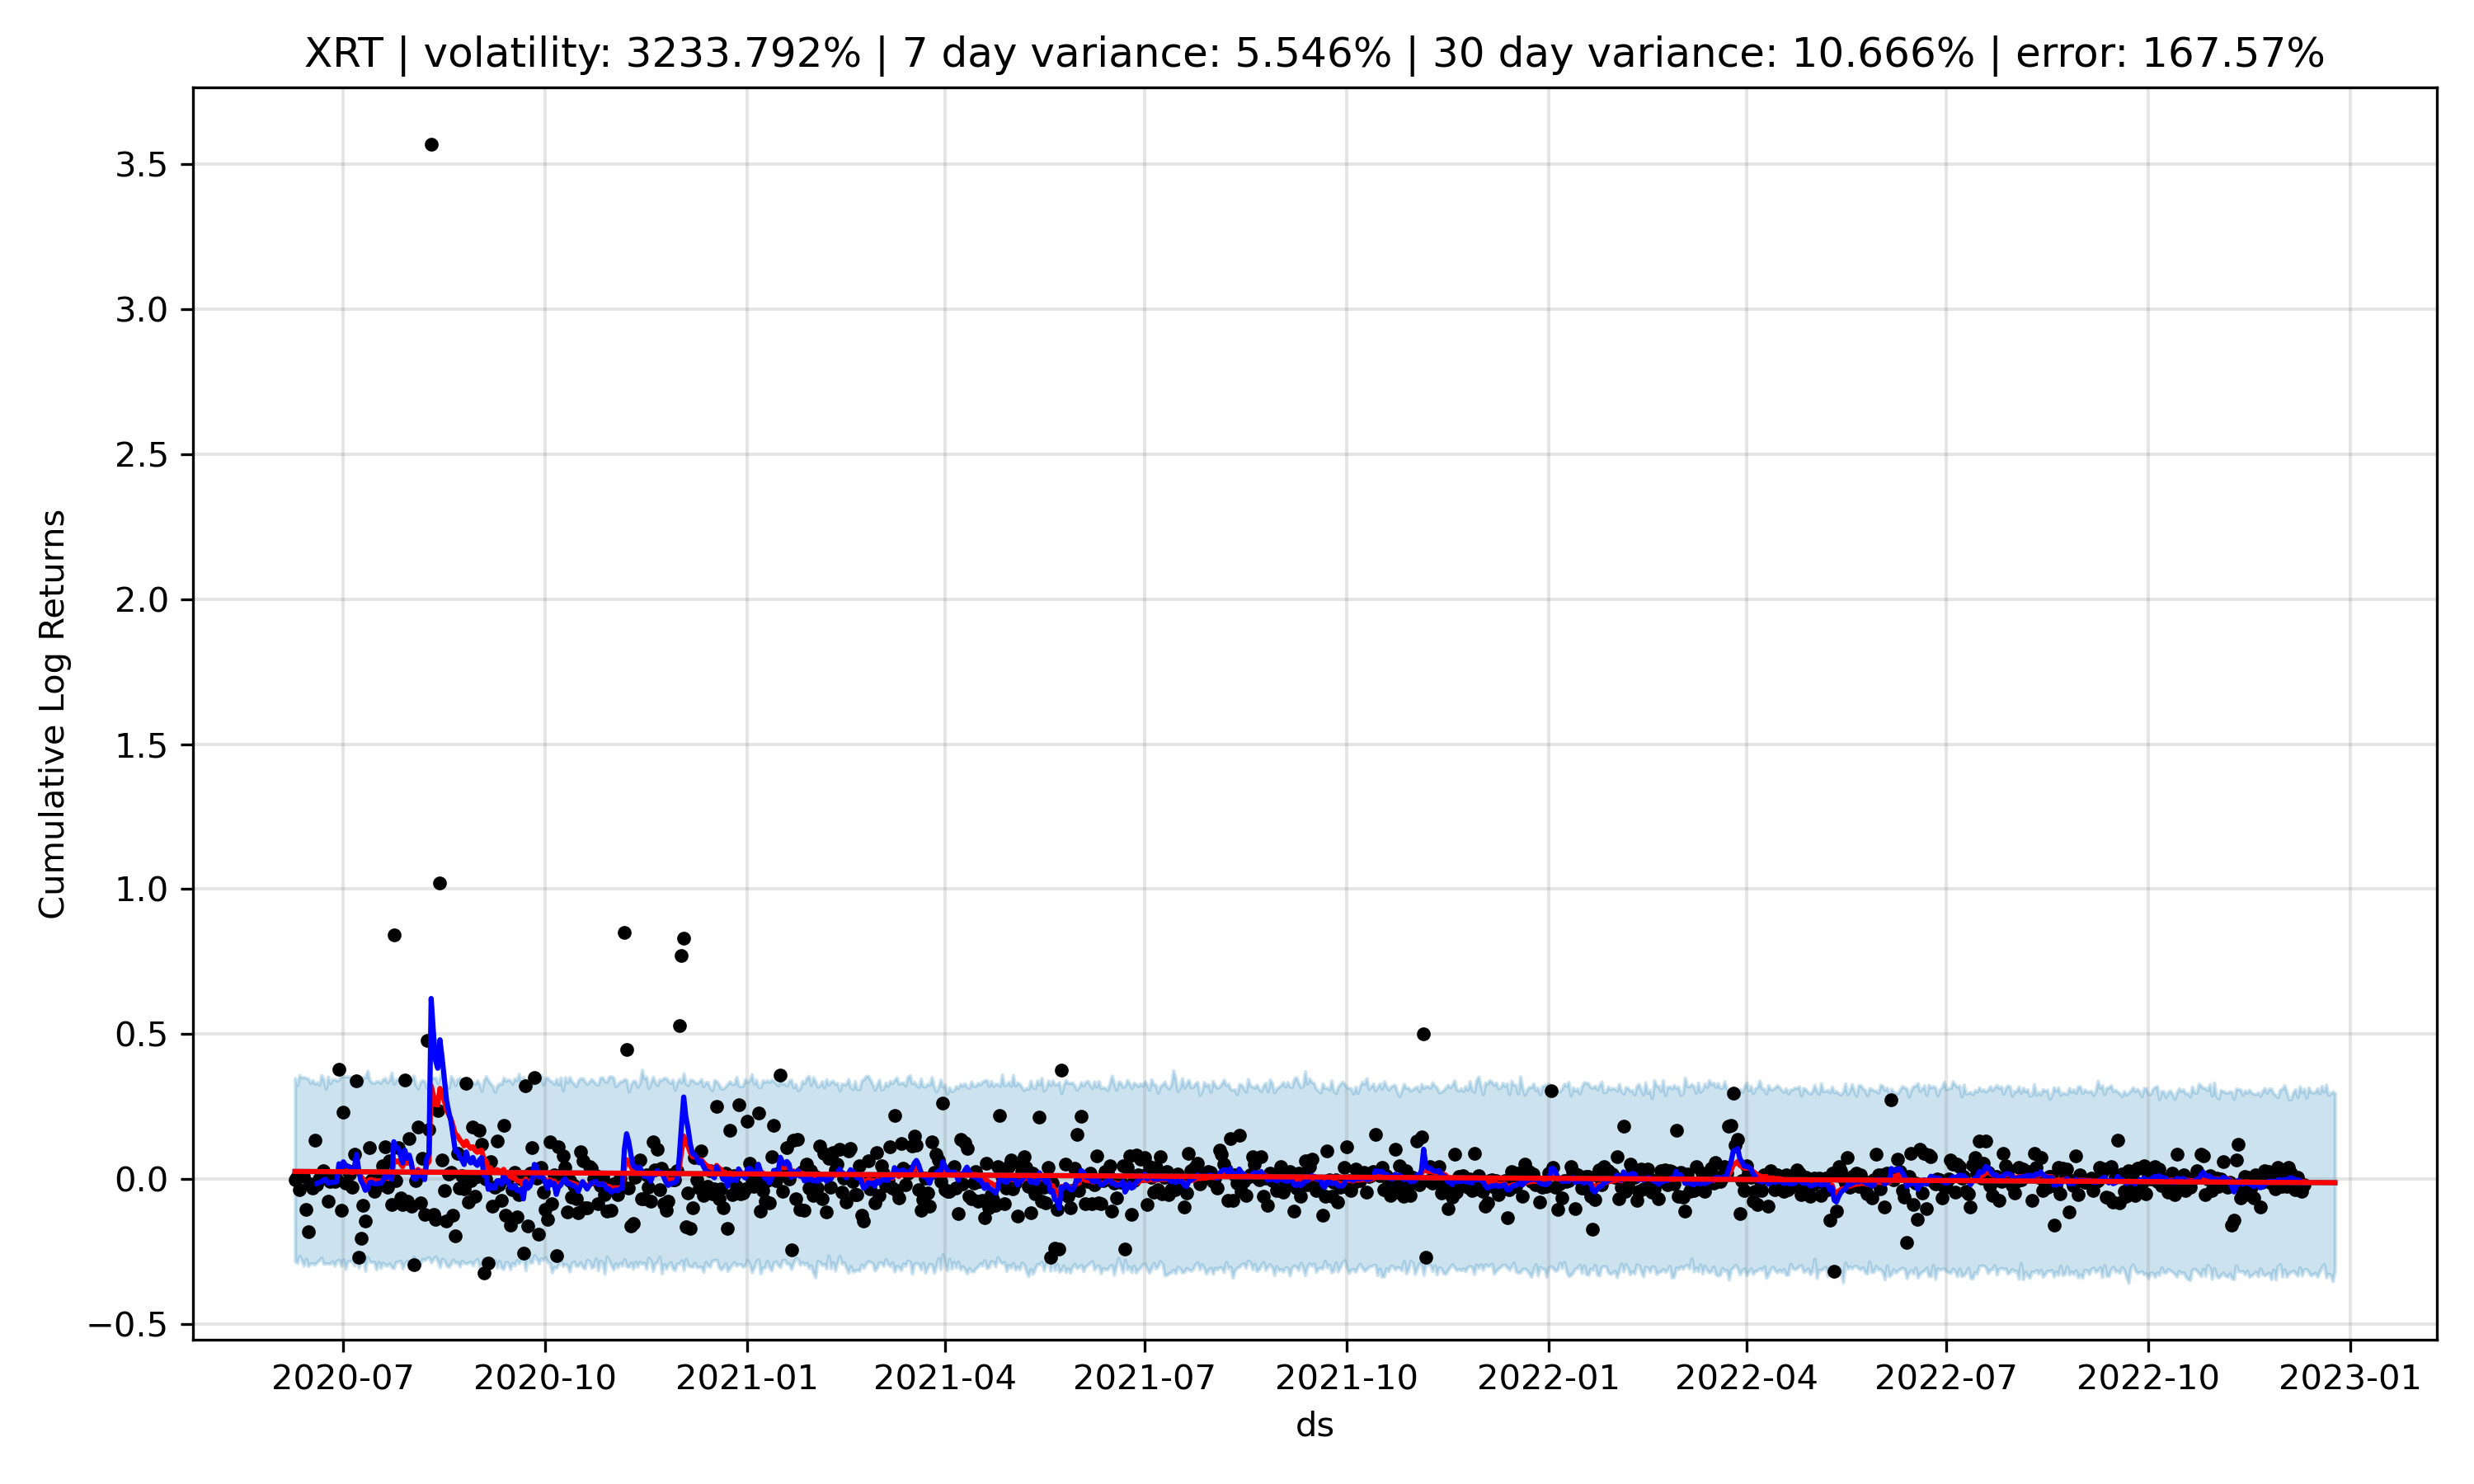 XRT | volatility: 3233.792% | 7 day variance: 5.546% | 30 day variance: 10.666% | error: 167.57%
Cumulative Log Returns
3.5
3.0
2.5
2.0
1.5
1.0
0.5
0.0
−0.5
2020-07 2020-10 2021-01 2021-04 2021-07 2021-10 2022-01 2022-04 2022-07 2022-10 2023-01
ds